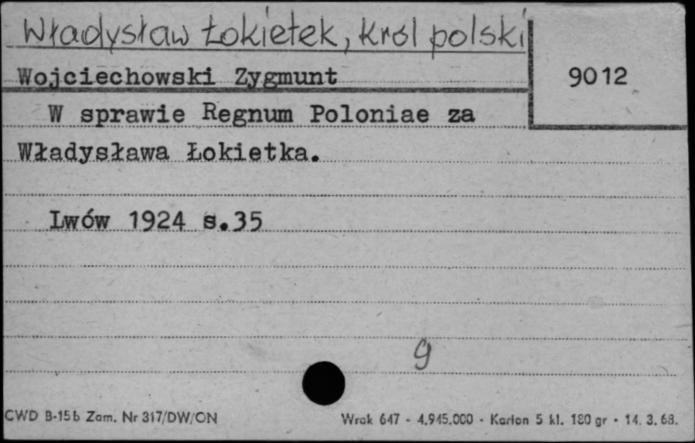 Władysław Łokietek, król polski
Wojciechowski Zygmunt
9012
W sprawie Regnum Poloniae za
Władysława Łokietka.
Lwów 1924 s.35
9
CWD B-15b Zam. Nr 317/DW/ON
Wrak 647 - 4.945.000 - Karton 5 kl. 180 gr - 14. 3. 68.